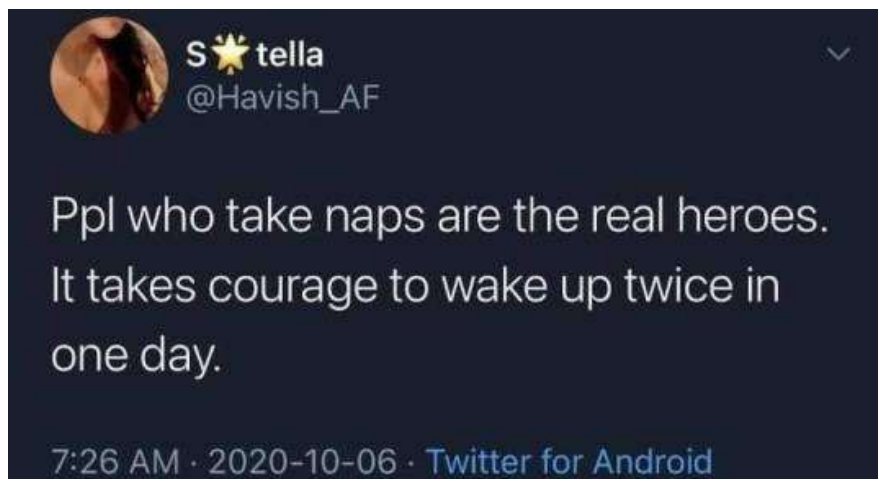 S🌟tella
@Havish_AF
Ppl who take naps are the real heroes.
It takes courage to wake up twice in
one day.
7:26 AM · 2020-10-06 · Twitter for Android